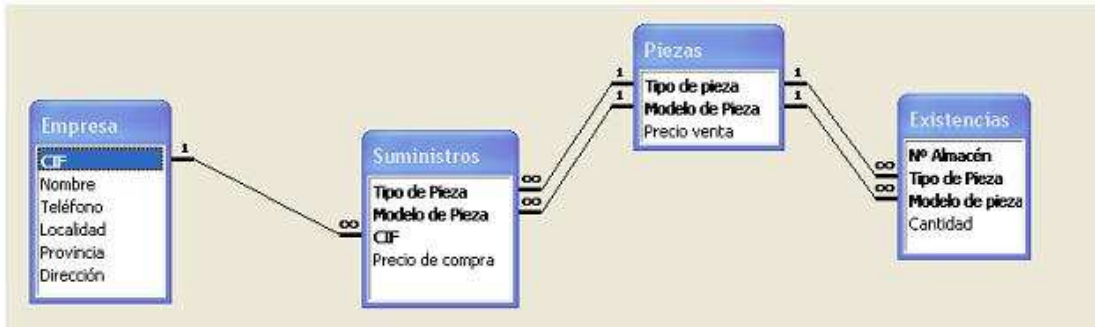 Empresa
CIF
Nombre
Teléfono
Localidad
Provincia
Dirección
1
∞
Suministros
Tipo de Pieza
Modelo de Pieza
CIF
Precio de compra
∞
∞
1
1
Piezas
Tipo de pieza
Modelo de Pieza
Precio venta
1
1
∞
∞
Existencias
Nº Almacén
Tipo de Pieza
Modelo de pieza
Cantidad